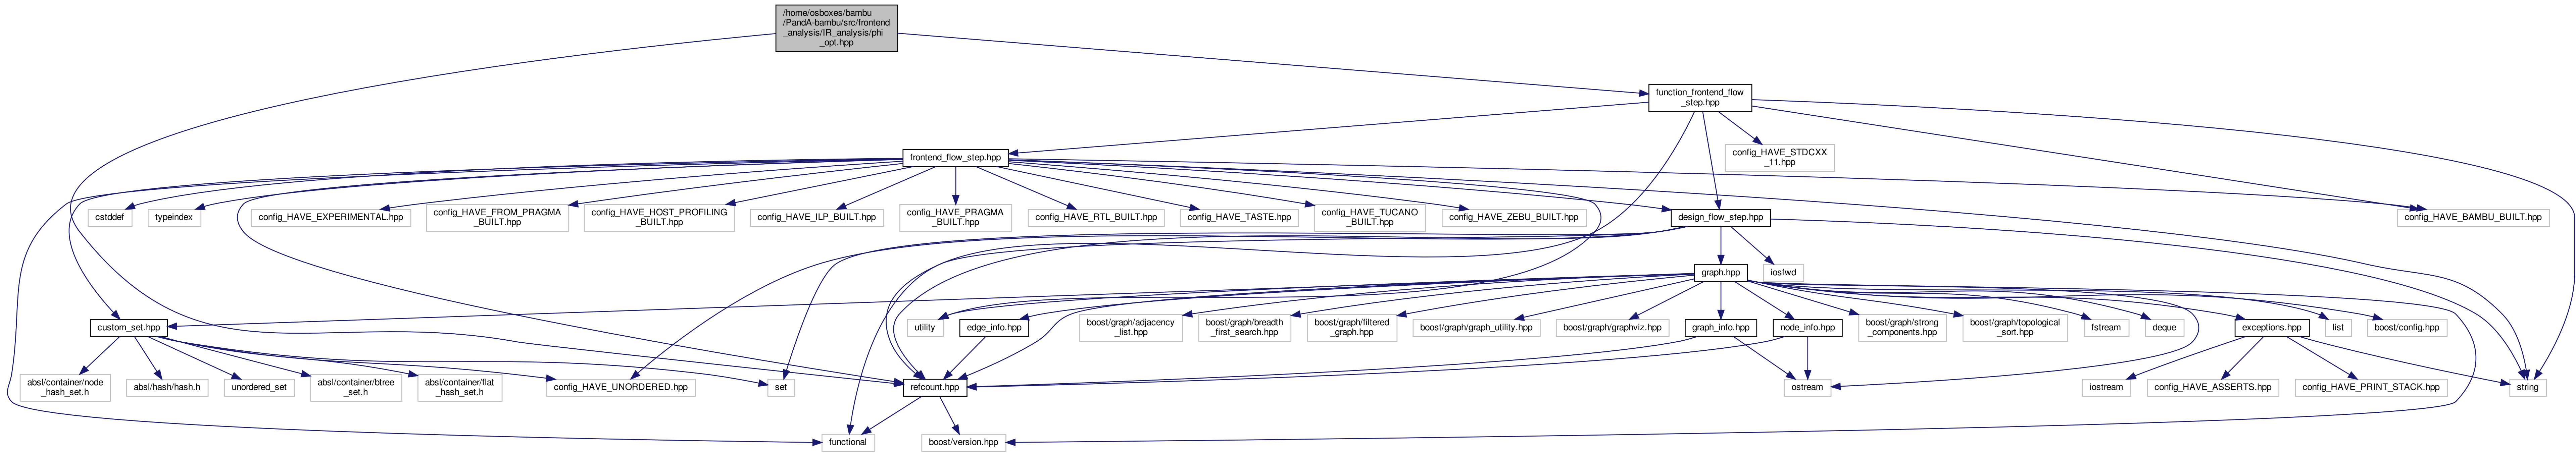 /home/osboxes/bambu
/PandA-bambu/src/frontend
_analysis/IR_analysis/phi
_opt.hpp
function_frontend_flow
_step.hpp
frontend_flow_step.hpp
config_HAVE_STDCXX
_11.hpp
cstddef
typeindex
config_HAVE_EXPERIMENTAL.hpp
config_HAVE_FROM_PRAGMA
_BUILT.hpp
config_HAVE_HOST_PROFILING
_BUILT.hpp
config_HAVE_ILP_BUILT.hpp
config_HAVE_PRAGMA
_BUILT.hpp
config_HAVE_RTL_BUILT.hpp
config_HAVE_TASTE.hpp
config_HAVE_TUCANO
_BUILT.hpp
config_HAVE_ZEBU_BUILT.hpp
design_flow_step.hpp
config_HAVE_BAMBU_BUILT.hpp
graph.hpp
iosfwd
custom_set.hpp
utility
edge_info.hpp
boost/graph/adjacency
_list.hpp
boost/graph/breadth
_first_search.hpp
boost/graph/filtered
_graph.hpp
boost/graph/graph_utility.hpp
boost/graph/graphviz.hpp
graph_info.hpp
node_info.hpp
boost/graph/strong
_components.hpp
boost/graph/topological
_sort.hpp
fstream
deque
exceptions.hpp
list
boost/config.hpp
absl/container/node
_hash_set.h
absl/hash/hash.h
unordered_set
absl/container/btree
_set.h
absl/container/flat
_hash_set.h
config_HAVE_UNORDERED.hpp
set
refcount.hpp
ostream
iostream
config_HAVE_ASSERTS.hpp
config_HAVE_PRINT_STACK.hpp
string
functional
boost/version.hpp